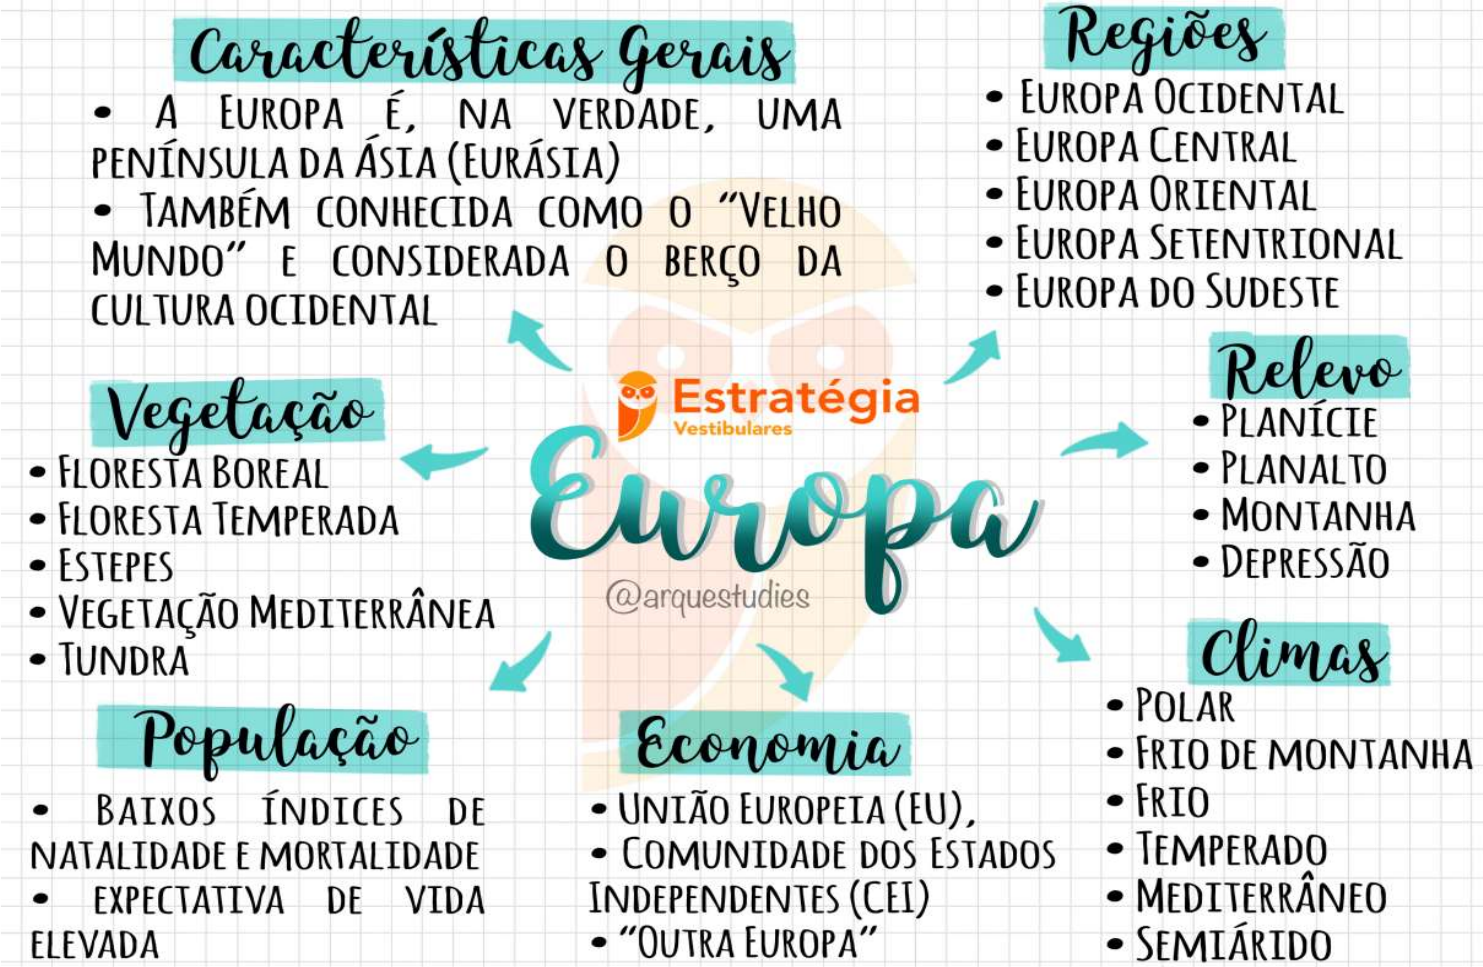 Características Gerais
• A Europa é, na verdade, uma
península da Ásia (Eurásia)
• Também conhecida como o “Velho
Mundo” e considerada o berço da
cultura ocidental
Regiões
• Europa Ocidental
• Europa Central
• Europa Oriental
• Europa Setentrional
• Europa do Sudeste
Vegetação
• Floresta Boreal
• Floresta Temperada
• Estepes
• Vegetação Mediterrânea
• Tundra
Estratégia
Vestibulares
Europa
@arquestudies
Relevo
• Planície
• Planalto
• Montanha
• Depressão
População
• Baixos índices de
natalidade e mortalidade
• expectativa de vida
elevada
Economia
• União Europeia (EU),
• Comunidade dos Estados
Independentes (CEI)
• “Outra Europa”
Climas
• Polar
• Frio de montanha
• Frio
• Temperado
• Mediterrâneo
• Semiárido